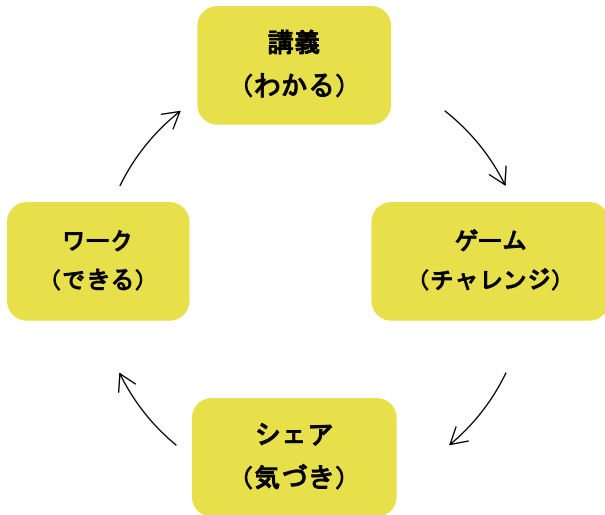 講義
（わかる）
ゲーム
（チャレンジ）
シェア
（気づき）
ワーク
（できる）